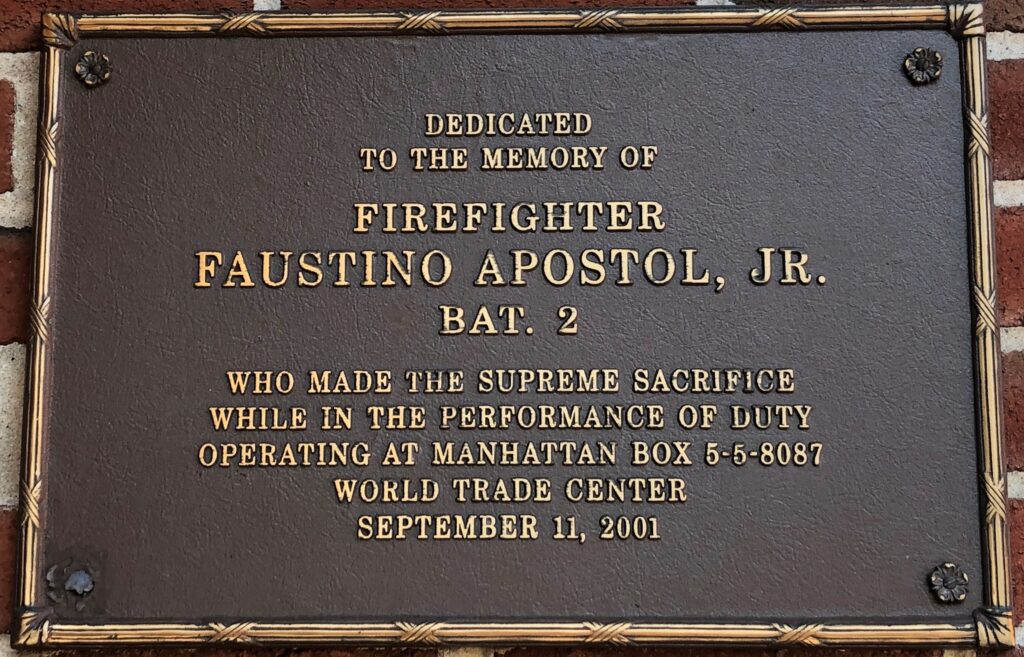 DEDICATED
TO THE MEMORY OF
FIREFIGHTER
FAUSTINO APOSTOL, JR.
BAT. 2
WHO MADE THE SUPREME SACRIFICE
WHILE IN THE PERFORMANCE OF DUTY
OPERATING AT MANHATTAN BOX 5-5-8087
WORLD TRADE CENTER
SEPTEMBER 11, 2001